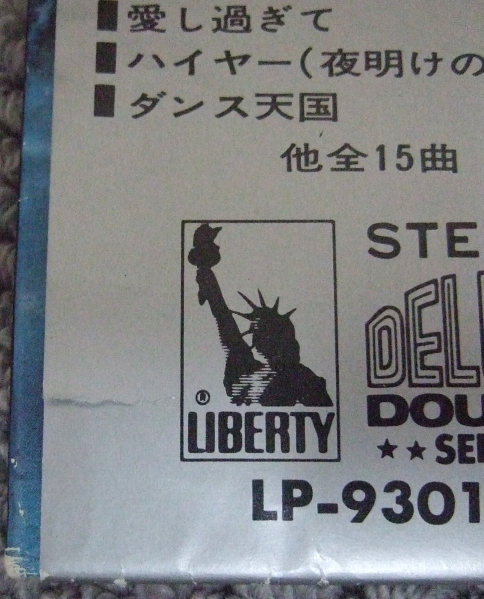 ■愛し過ぎて
■ハイヤー(夜明けの
■ダンス天国
他全15曲
STE
DEL
DOU
★★SE
® LIBERTY
LP-9301